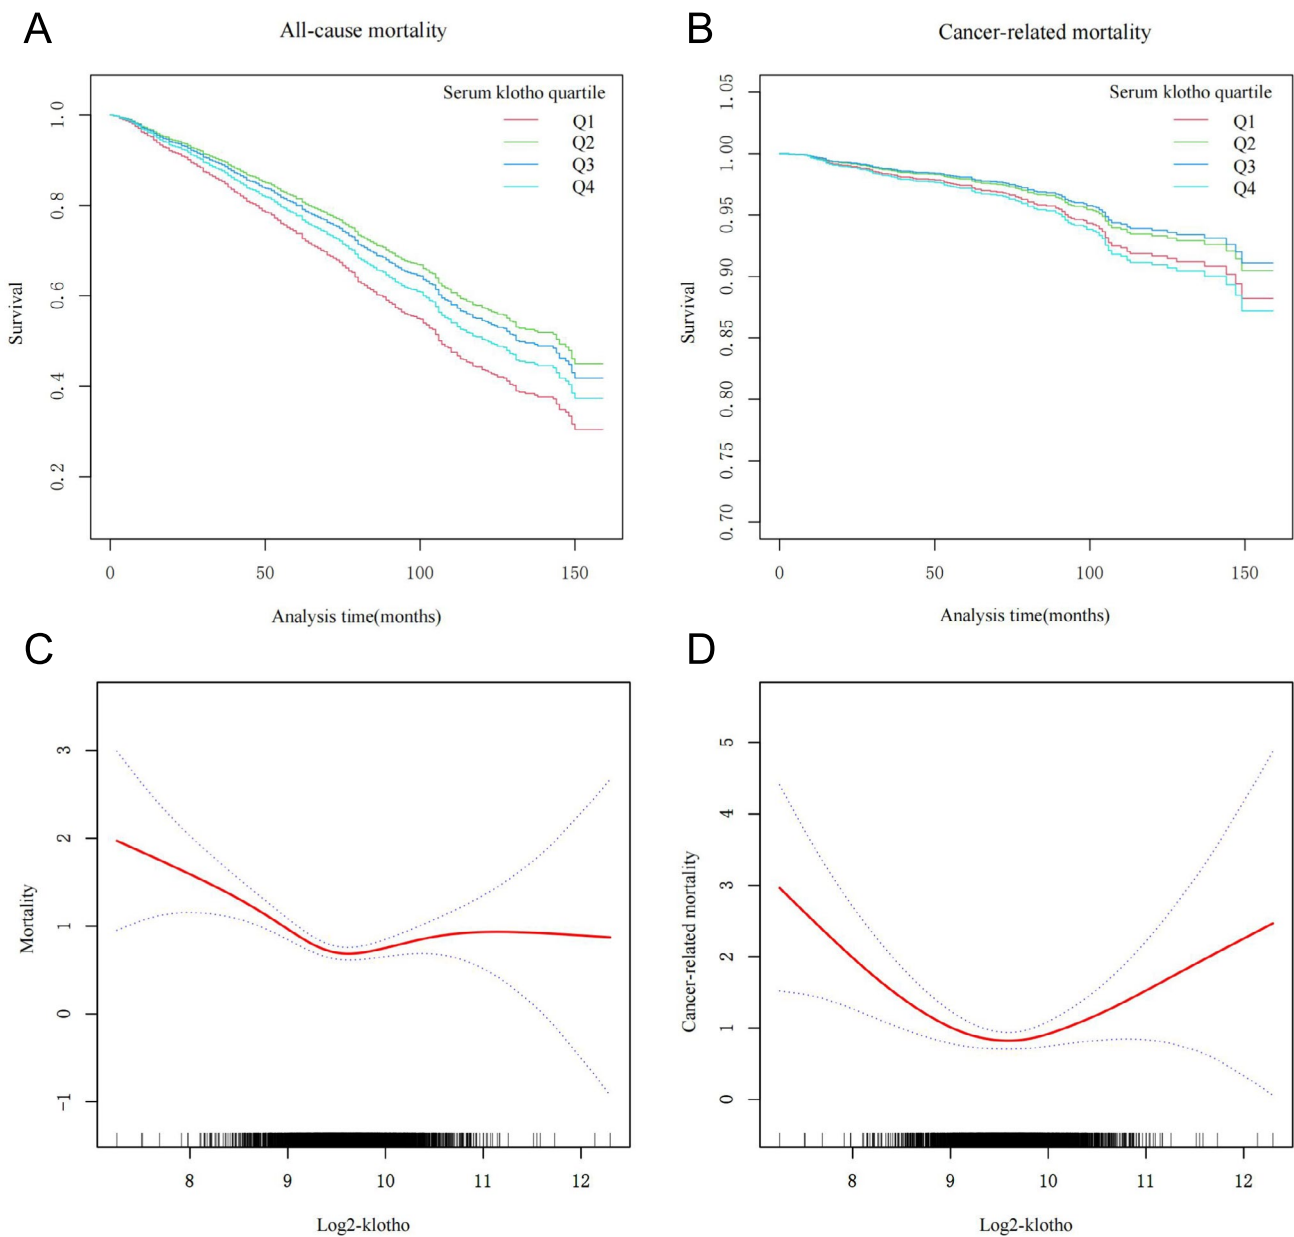 A
All-cause mortality
Serum klotho quartile
Q1
Q2
Q3
Q4
Survival
1.0
0.8
0.6
0.4
0.2
0
50
100
150
Analysis time(months)
B
Cancer-related mortality
Serum klotho quartile
Q1
Q2
Q3
Q4
Survival
1.05
1.00
0.95
0.90
0.85
0.80
0.75
0.70
0
50
100
150
Analysis time(months)
C
Mortality
3
2
1
0
-1
8
9
10
11
12
Log2-klotho
D
Cancer-related mortality
5
4
3
2
1
0
8
9
10
11
12
Log2-klotho